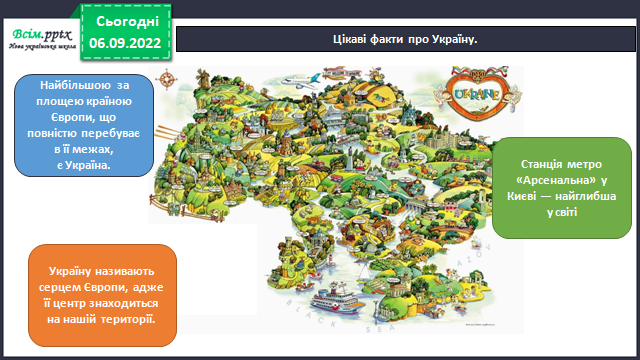 Всім.pptx
Нова українська школа
Сьогодні
06.09.2022
Цікаві факти про Україну.
Найбільшою за
площею країною
Європи, що
повністю перебуває
в її межах,
є Україна.
UKRAINE
Станція метро
«Арсенальна» у
Києві — найглибша
у світі
Україну називають
серцем Європи, адже
її центр знаходиться
на нашій території.
AZOV
BLACK SEA